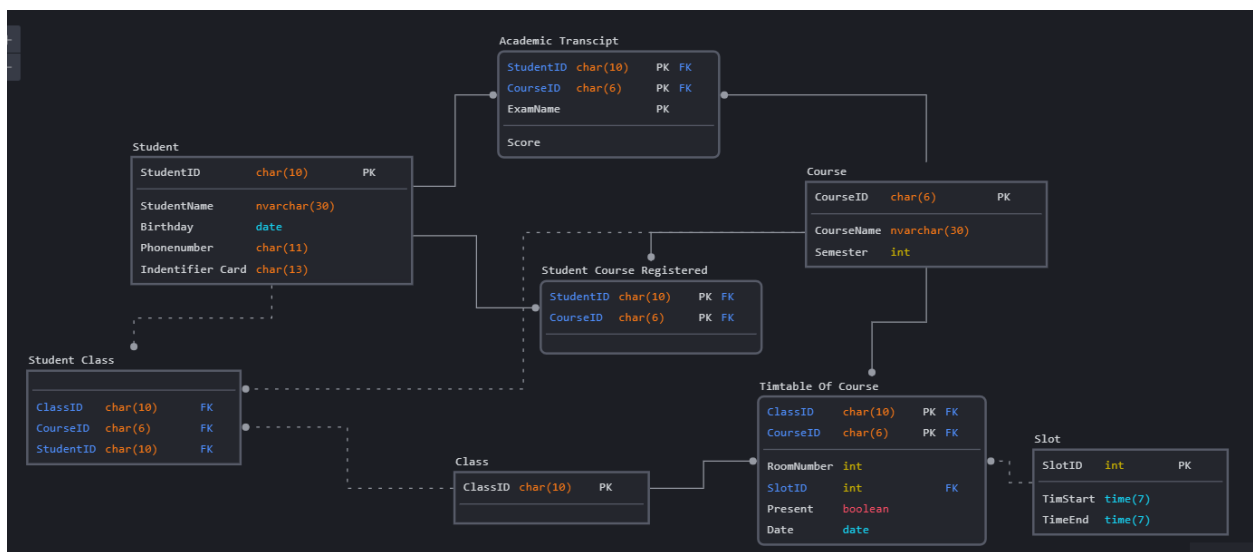 Academic Transcipt
StudentID char(10) PK FK
CourseID char(6) PK FK
ExamName PK
Score
Student
StudentID char(10) PK
StudentName nvarchar(30)
Birthday date
Phonenumber char(11)
Indentifier Card char(13)
Course
CourseID char(6) PK
CourseName nvarchar(30)
Semester int
Student Course Registered
StudentID char(10) PK FK
CourseID char(6) PK FK
Student Class
ClassID char(10) FK
CourseID char(6) FK
StudentID char(10) FK
Class
ClassID char(10) PK
Timtable Of Course
ClassID char(10) PK FK
CourseID char(6) PK FK
RoomNumber int
SlotID int FK
Present boolean
Date date
Slot
SlotID int PK
TimStart time(7)
TimeEnd time(7)